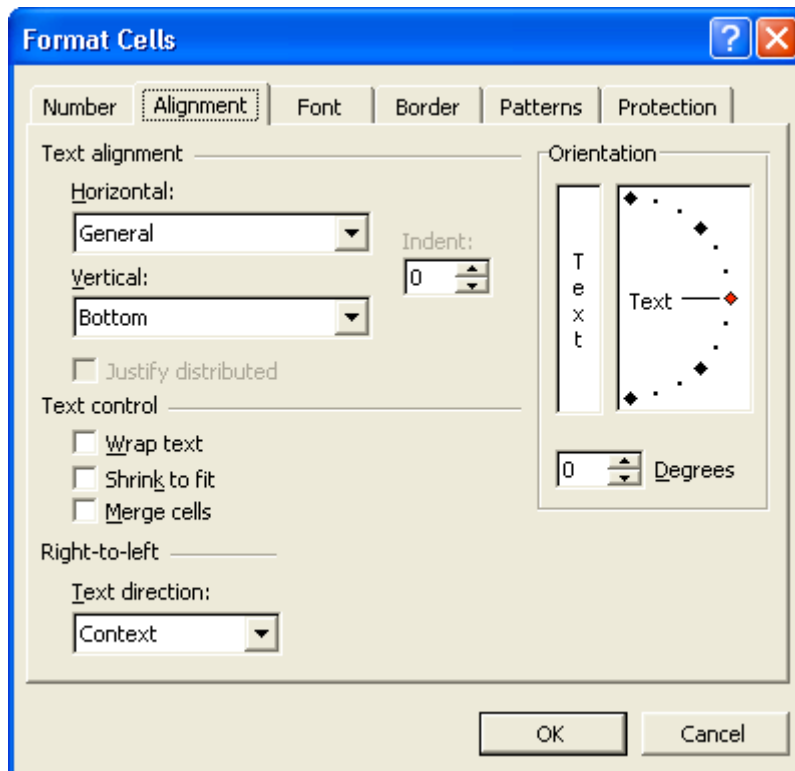 Format Cells
Number Alignment Font Border Patterns Protection
Text alignment
Horizontal:
General
Indent:
0
Vertical:
Bottom
Justify distributed
Text control
Wrap text
Shrink to fit
Merge cells
Right-to-left
Text direction:
Context
Orientation
Text
Text
0 Degrees
OK Cancel